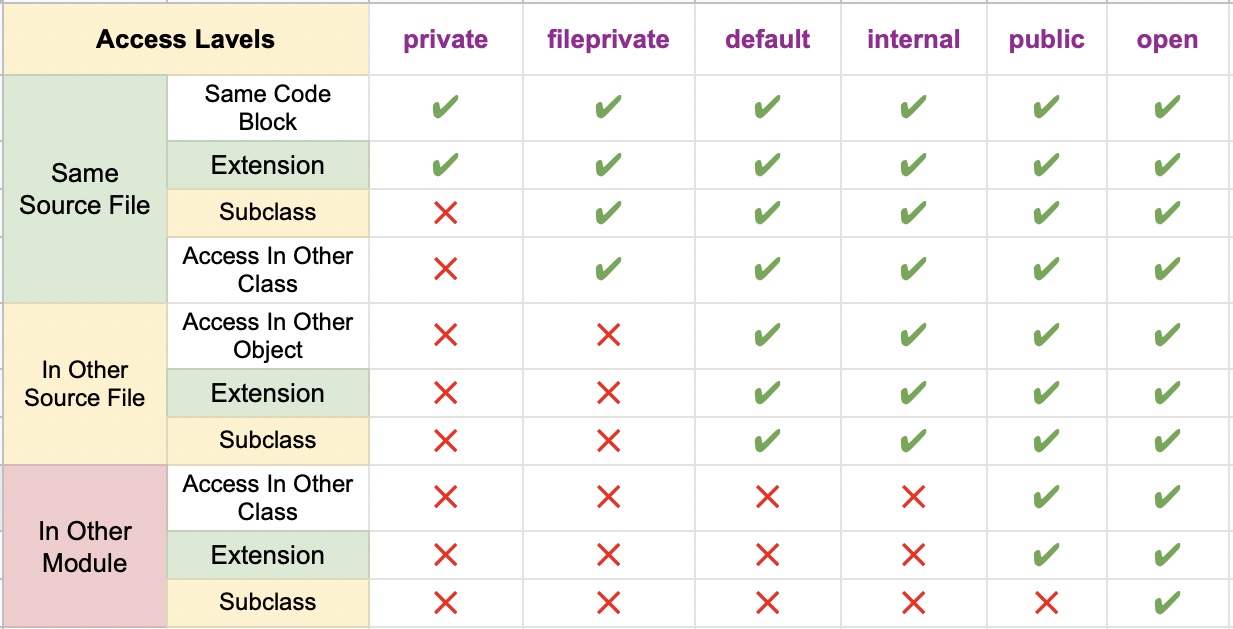 Access Lavels private fileprivate default internal public open
Same Code
Block ✔ ✔ ✔ ✔ ✔ ✔
Same
Source File
Extension ✔ ✔ ✔ ✔ ✔ ✔
Subclass ✕ ✔ ✔ ✔ ✔ ✔
Access In Other
Class ✕ ✔ ✔ ✔ ✔ ✔
In Other
Source File
Access In Other
Object ✕ ✕ ✔ ✔ ✔ ✔
Extension ✕ ✕ ✔ ✔ ✔ ✔
Subclass ✕ ✕ ✔ ✔ ✔ ✔
In Other
Module
Access In Other
Class ✕ ✕ ✕ ✕ ✔ ✔
Extension ✕ ✕ ✕ ✕ ✔ ✔
Subclass ✕ ✕ ✕ ✕ ✕ ✔